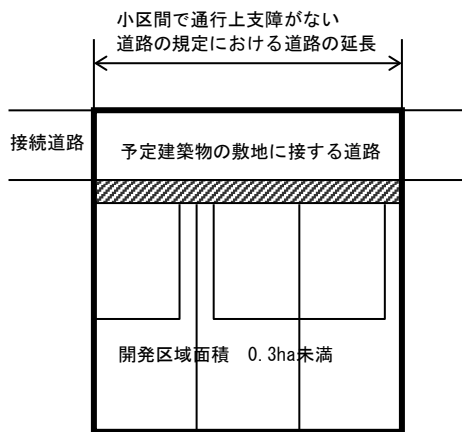 小区間で通行上支障がない
道路の規定における道路の延長
接続道路
予定建築物の敷地に接する道路
開発区域面積 0.3ha未満